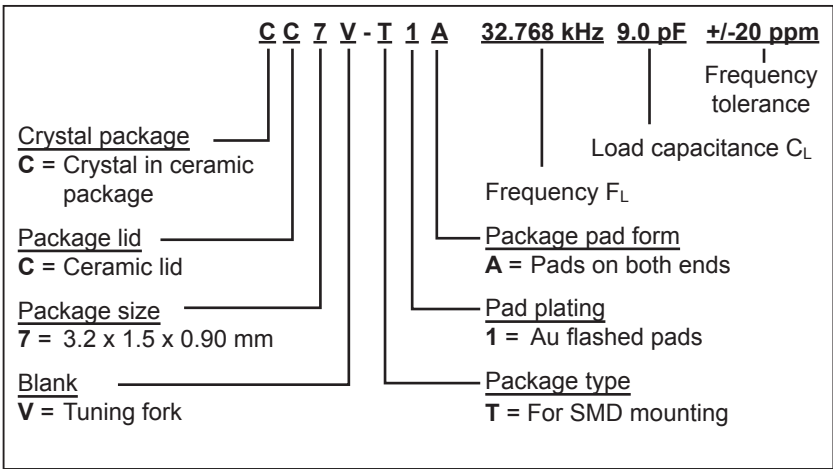 C C 7 V - T 1 A 32.768 kHz 9.0 pF +/-20 ppm
Frequency
tolerance
Load capacitance CL
Frequency FL
Crystal package
C = Crystal in ceramic
package
Package lid
C = Ceramic lid
Package size
7 = 3.2 x 1.5 x 0.90 mm
Blank
V = Tuning fork
Package pad form
A = Pads on both ends
Pad plating
1 = Au flashed pads
Package type
T = For SMD mounting